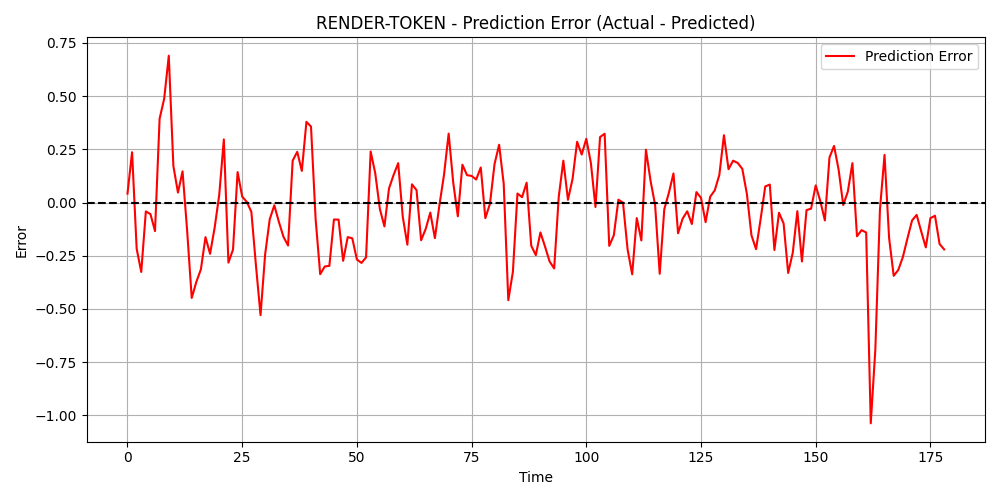 RENDER-TOKEN - Prediction Error (Actual - Predicted)
Prediction Error
Error
0.75
0.50
0.25
0.00
−0.25
−0.50
−0.75
−1.00
0 25 50 75 100 125 150 175
Time